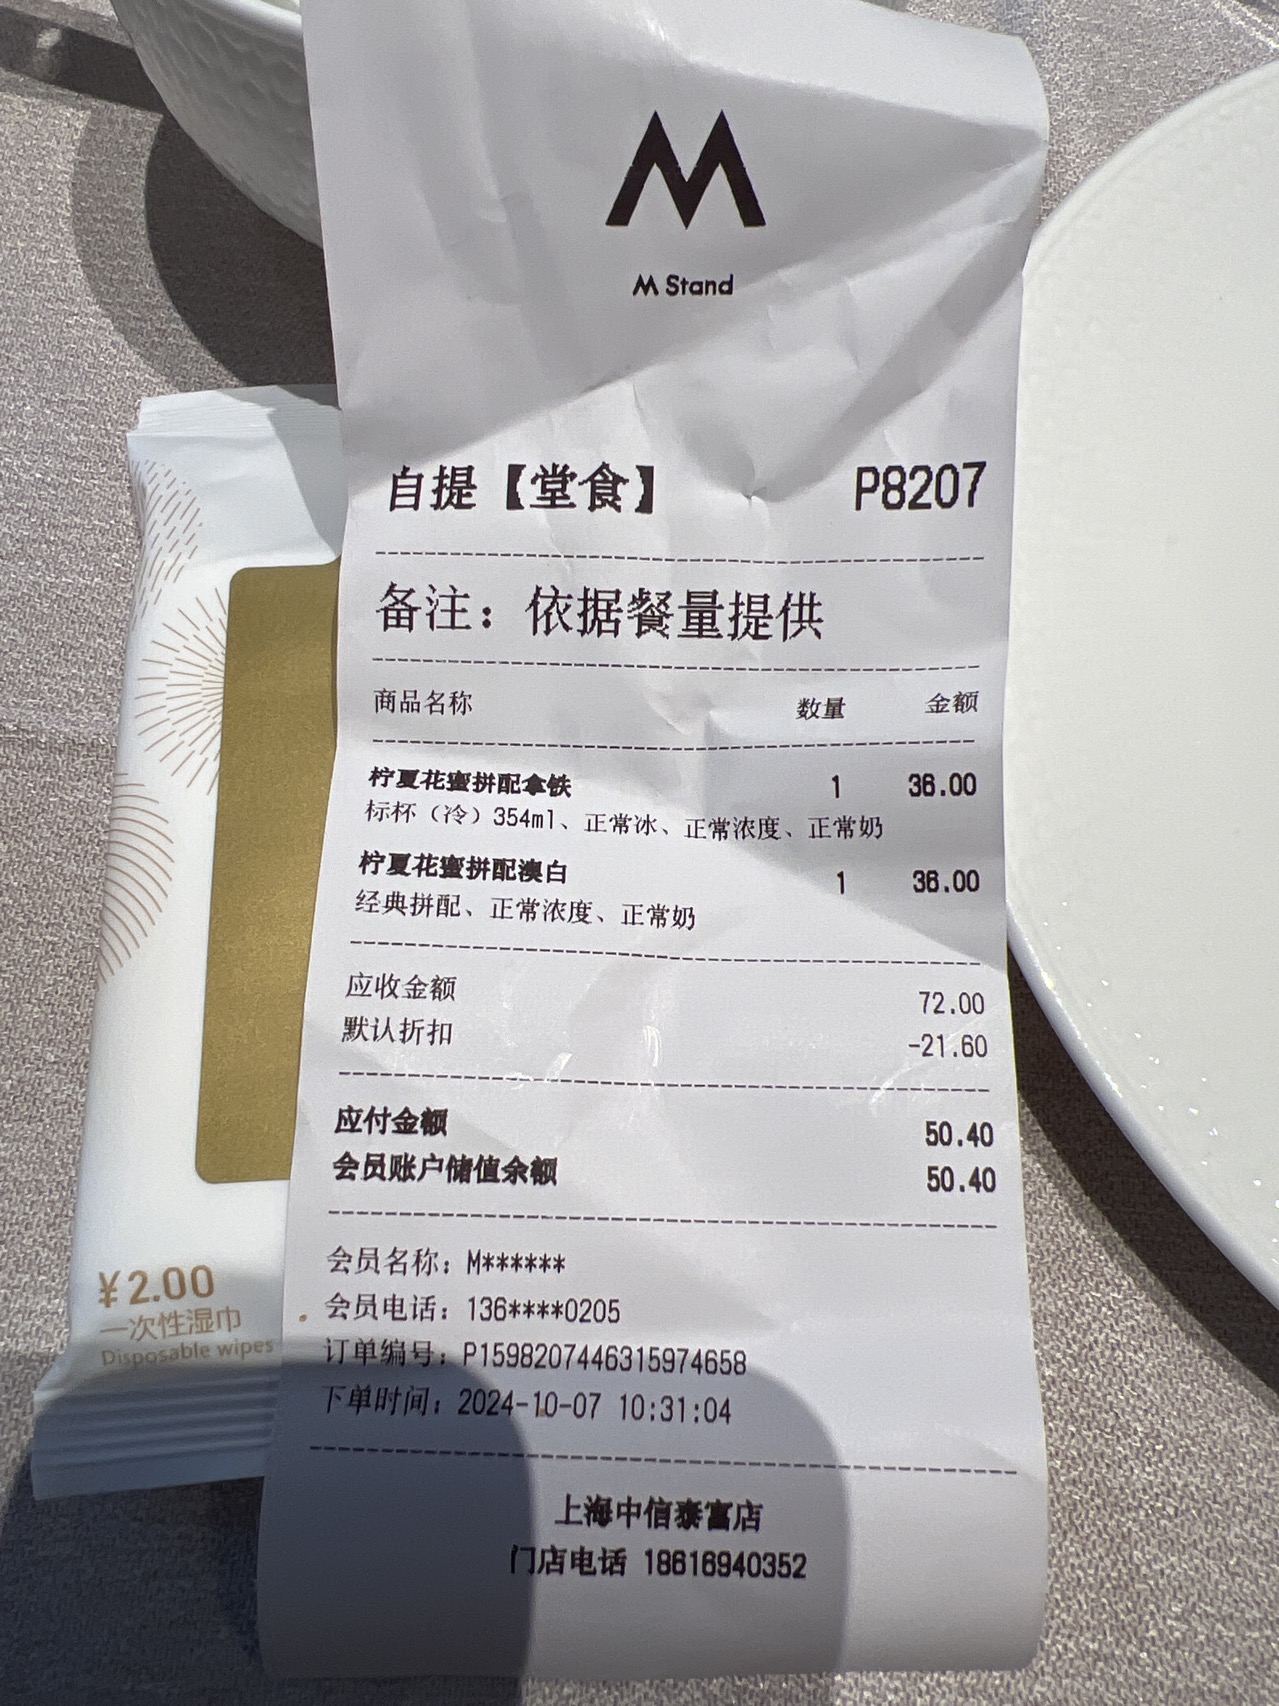 M Stand
自提【堂食】 P8207
备注：依据餐量提供
商品名称 数量 金额
柠夏花蜜拼配拿铁 1 36.00
标杯（冷）354ml、正常冰、正常浓度、正常奶
柠夏花蜜拼配澳白 1 36.00
经典拼配、正常浓度、正常奶
应收金额 72.00
默认折扣 -21.60
应付金额 50.40
会员账户储值余额 50.40
会员名称：M******
会员电话：136****0205
订单编号：P1598207446315974658
下单时间：2024-10-07 10:31:04
上海中信泰富店
门店电话 18616940352
¥2.00
一次性湿巾
Disposable wipes